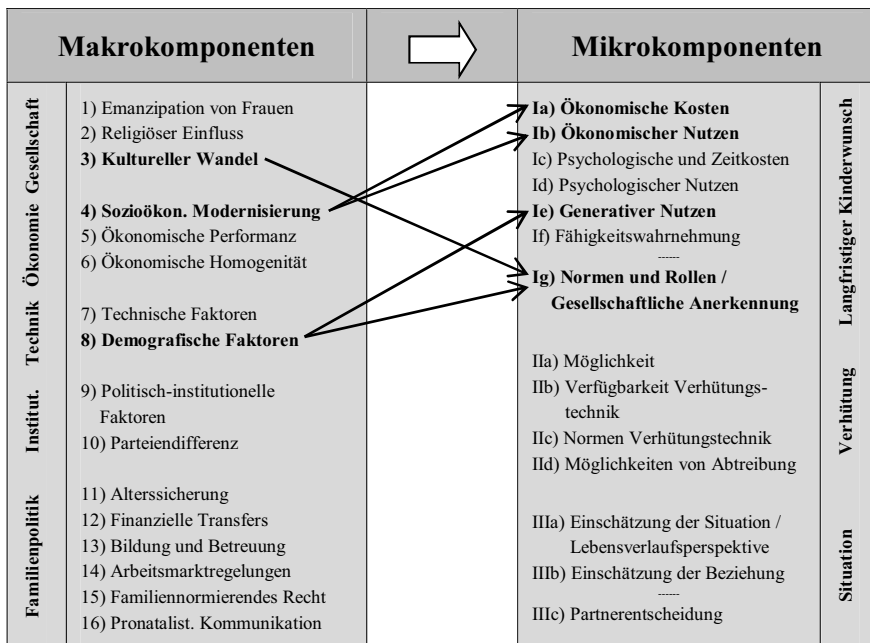 Makrokomponenten
Mikrokomponenten
Gesellschaft
1) Emanzipation von Frauen
2) Religiöser Einfluss
3) Kultureller Wandel
Ökonomie
4) Sozioökon. Modernisierung
5) Ökonomische Performanz
6) Ökonomische Homogenität
Technik
7) Technische Faktoren
8) Demografische Faktoren
Institut.
9) Politisch-institutionelle
Faktoren
10) Parteiendifferenz
Familienpolitik
11) Alterssicherung
12) Finanzielle Transfers
13) Bildung und Betreuung
14) Arbeitsmarktregelungen
15) Familiennormierendes Recht
16) Pronatalist. Kommunikation
Ia) Ökonomische Kosten
Ib) Ökonomischer Nutzen
Ic) Psychologische und Zeitkosten
Id) Psychologischer Nutzen
Ie) Generativer Nutzen
If) Fähigkeitswahrnehmung
------
Ig) Normen und Rollen /
Gesellschaftliche Anerkennung
Langfristiger Kinderwunsch
IIa) Möglichkeit
IIb) Verfügbarkeit Verhütungs-
technik
IIc) Normen Verhütungstechnik
IId) Möglichkeiten von Abtreibung
Verhütung
IIIa) Einschätzung der Situation /
Lebensverlaufsperspektive
IIIb) Einschätzung der Beziehung
------
IIIc) Partnerentscheidung
Situation